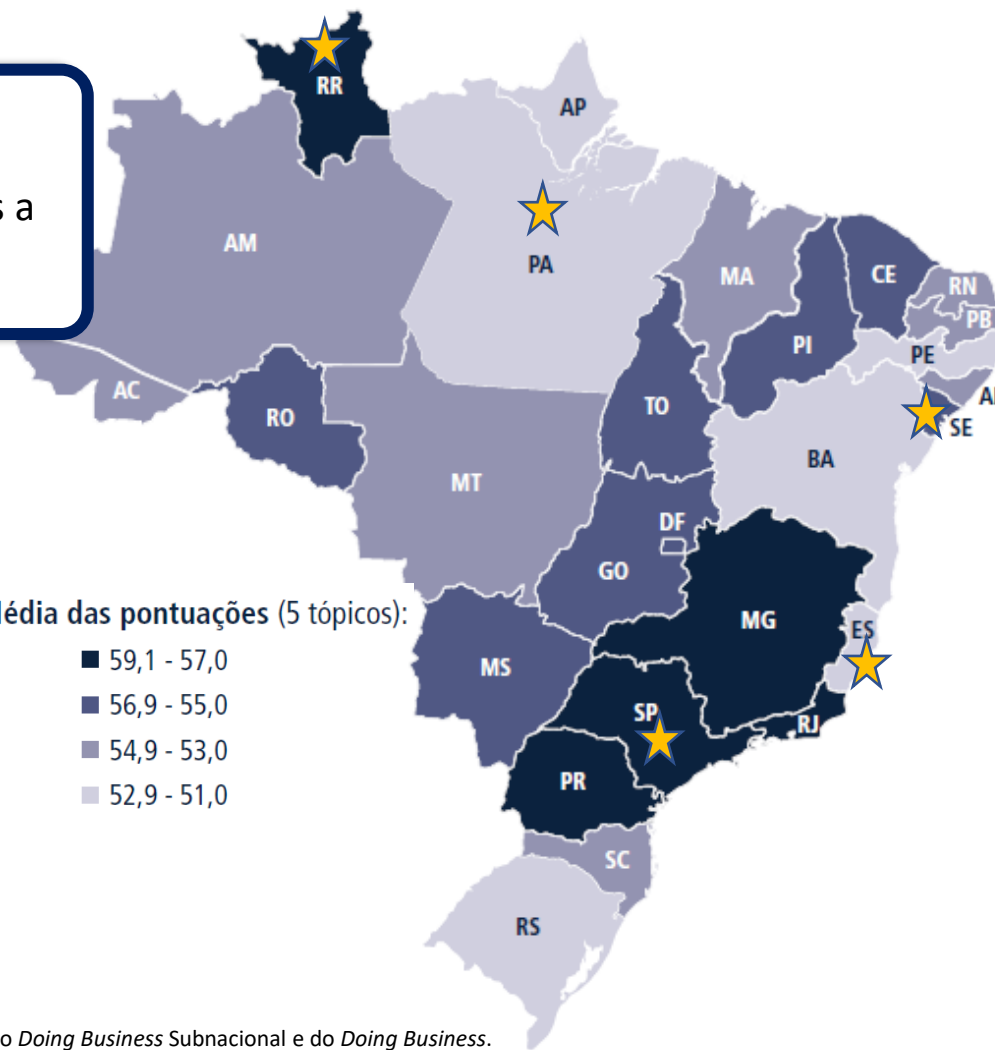 RR
AP
s a
AM
PA
MA
CE
RN
PB
PI
PE
AC
RO
TO
SE
BA
MT
DF
GO
édia das pontuações (5 tópicos):
MG
ES
59,1 - 57,0
MS
56,9 - 55,0
SP
RJ
54,9 - 53,0
PR
52,9 - 51,0
SC
RS
o Doing Business Subnacional e do Doing Business.